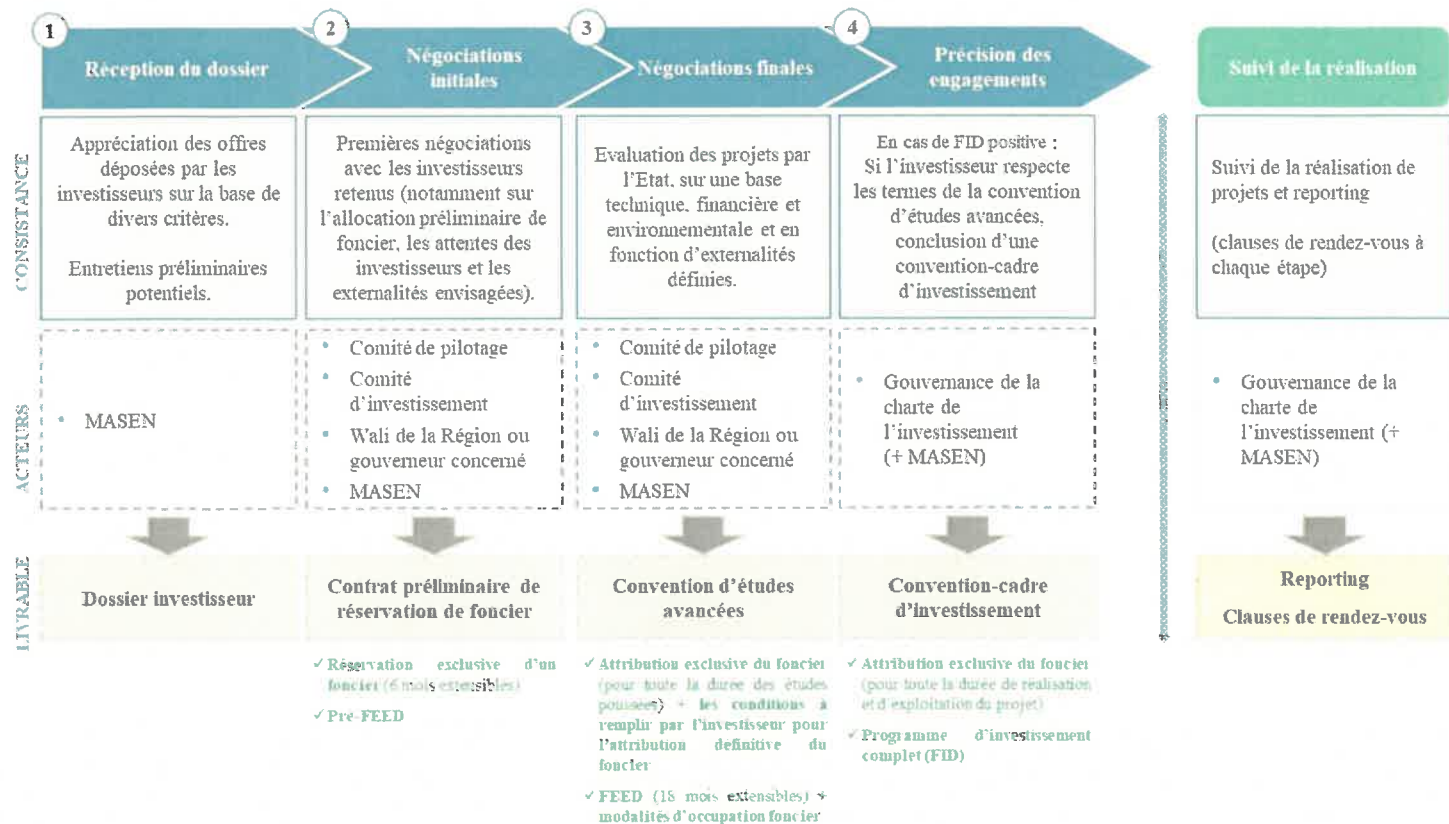 1
Réception du dossier
2
Négociations
initiales
3
Négociations finales
4
Précision des
engagements
Suivi de la réalisation
CONSISTANCE
Appréciation des offres
déposées par les
investisseurs sur la base de
divers critères.
Entretiens préliminaires
potentiels.
Premières négociations
avec les investisseurs
retenus (notamment sur
l'allocation préliminaire de
foncier, les attentes des
investisseurs et les
externalités envisagées).
Evaluation des projets par
l'Etat, sur une base
technique, financière et
environnementale et en
fonction d'externalités
définies.
En cas de FID positive :
Si l'investisseur respecte
les termes de la convention
d'études avancées,
conclusion d'une
convention-cadre
d'investissement
Suivi de la réalisation de
projets et reporting
(clauses de rendez-vous à
chaque étape)
ACTEURS
• MASEN
• Comité de pilotage
• Comité
d'investissement
• Wali de la Région ou
gouverneur concerné
• MASEN
• Comité de pilotage
• Comité
d'investissement
• Wali de la Région ou
gouverneur concerné
• MASEN
• Gouvernance de la
charte de
l'investissement
(+ MASEN)
• Gouvernance de la
charte de
l'investissement (+
MASEN)
LIVRABLE
Dossier investisseur
Contrat préliminaire de
réservation de foncier
Convention d'études
avancées
Convention-cadre
d'investissement
Reporting
Clauses de rendez-vous
✓ Réservation exclusive d'un
foncier (6 mois extensibles)
✓ Pre-FEED
✓ Attribution exclusive du foncier
(pour toute la durée des études
poussées) + les conditions à
remplir par l'investisseur pour
l'attribution definitive du
foncier
✓ FEED (18 mois extensibles) +
modalités d'occupation foncier
✓ Attribution exclusive du foncier
(pour toute la durée de réalisation
et d'exploitation du projet)
✓ Programme d'investissement
complet (FID)